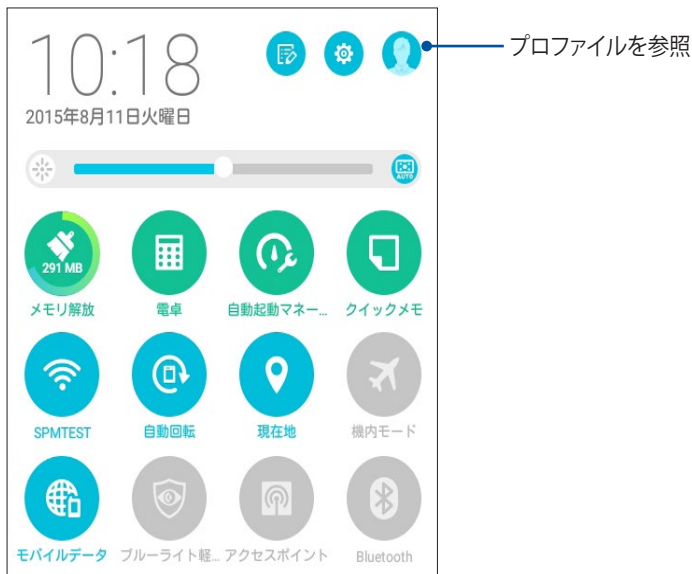 10:18
プロファイルを参照
2015年8月11日火曜日
AUTO
291 MB
メモリ解放
電卓
自動起動マネー...
クイックメモ
SPMTEST
自動回転
現在地
機内モード
モバイルデータ
ブルーライト軽...
アクセスポイント
Bluetooth